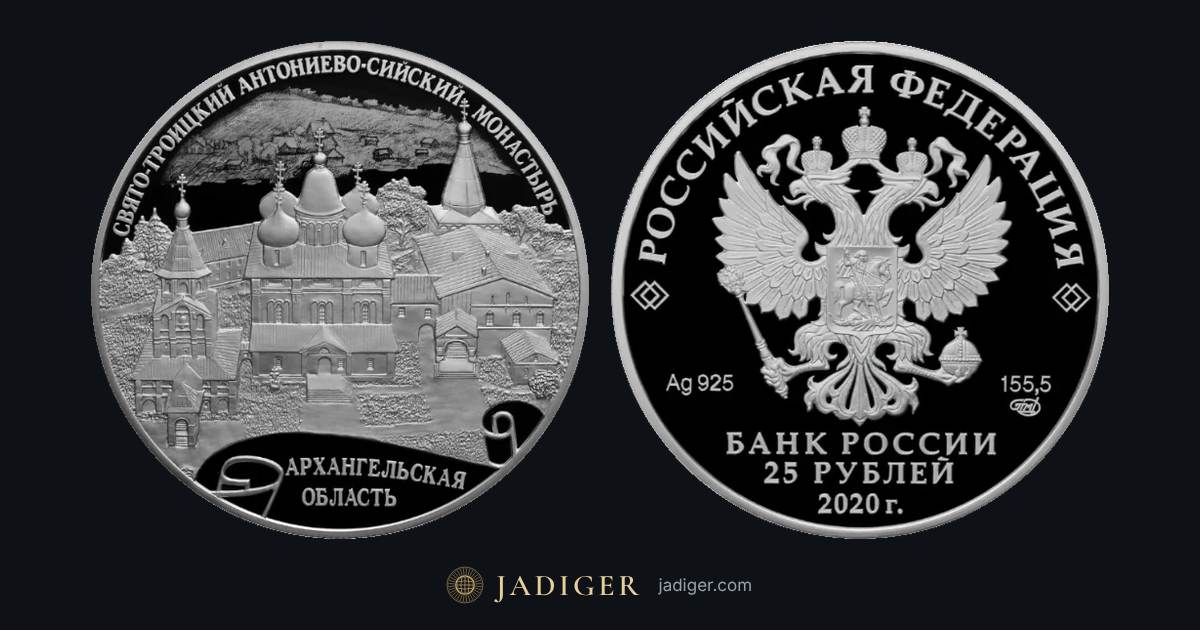 СВЯТО-ТРОИЦКИЙ АНТОНИЕВО-СИЙСКИЙ МОНАСТЫРЬ
АРХАНГЕЛЬСКАЯ
ОБЛАСТЬ
РОССИЙСКАЯ ФЕДЕРАЦИЯ
Ag 925
155,5
СПМД
БАНК РОССИИ
25 РУБЛЕЙ
2020 г.
JADIGER
jadiger.com